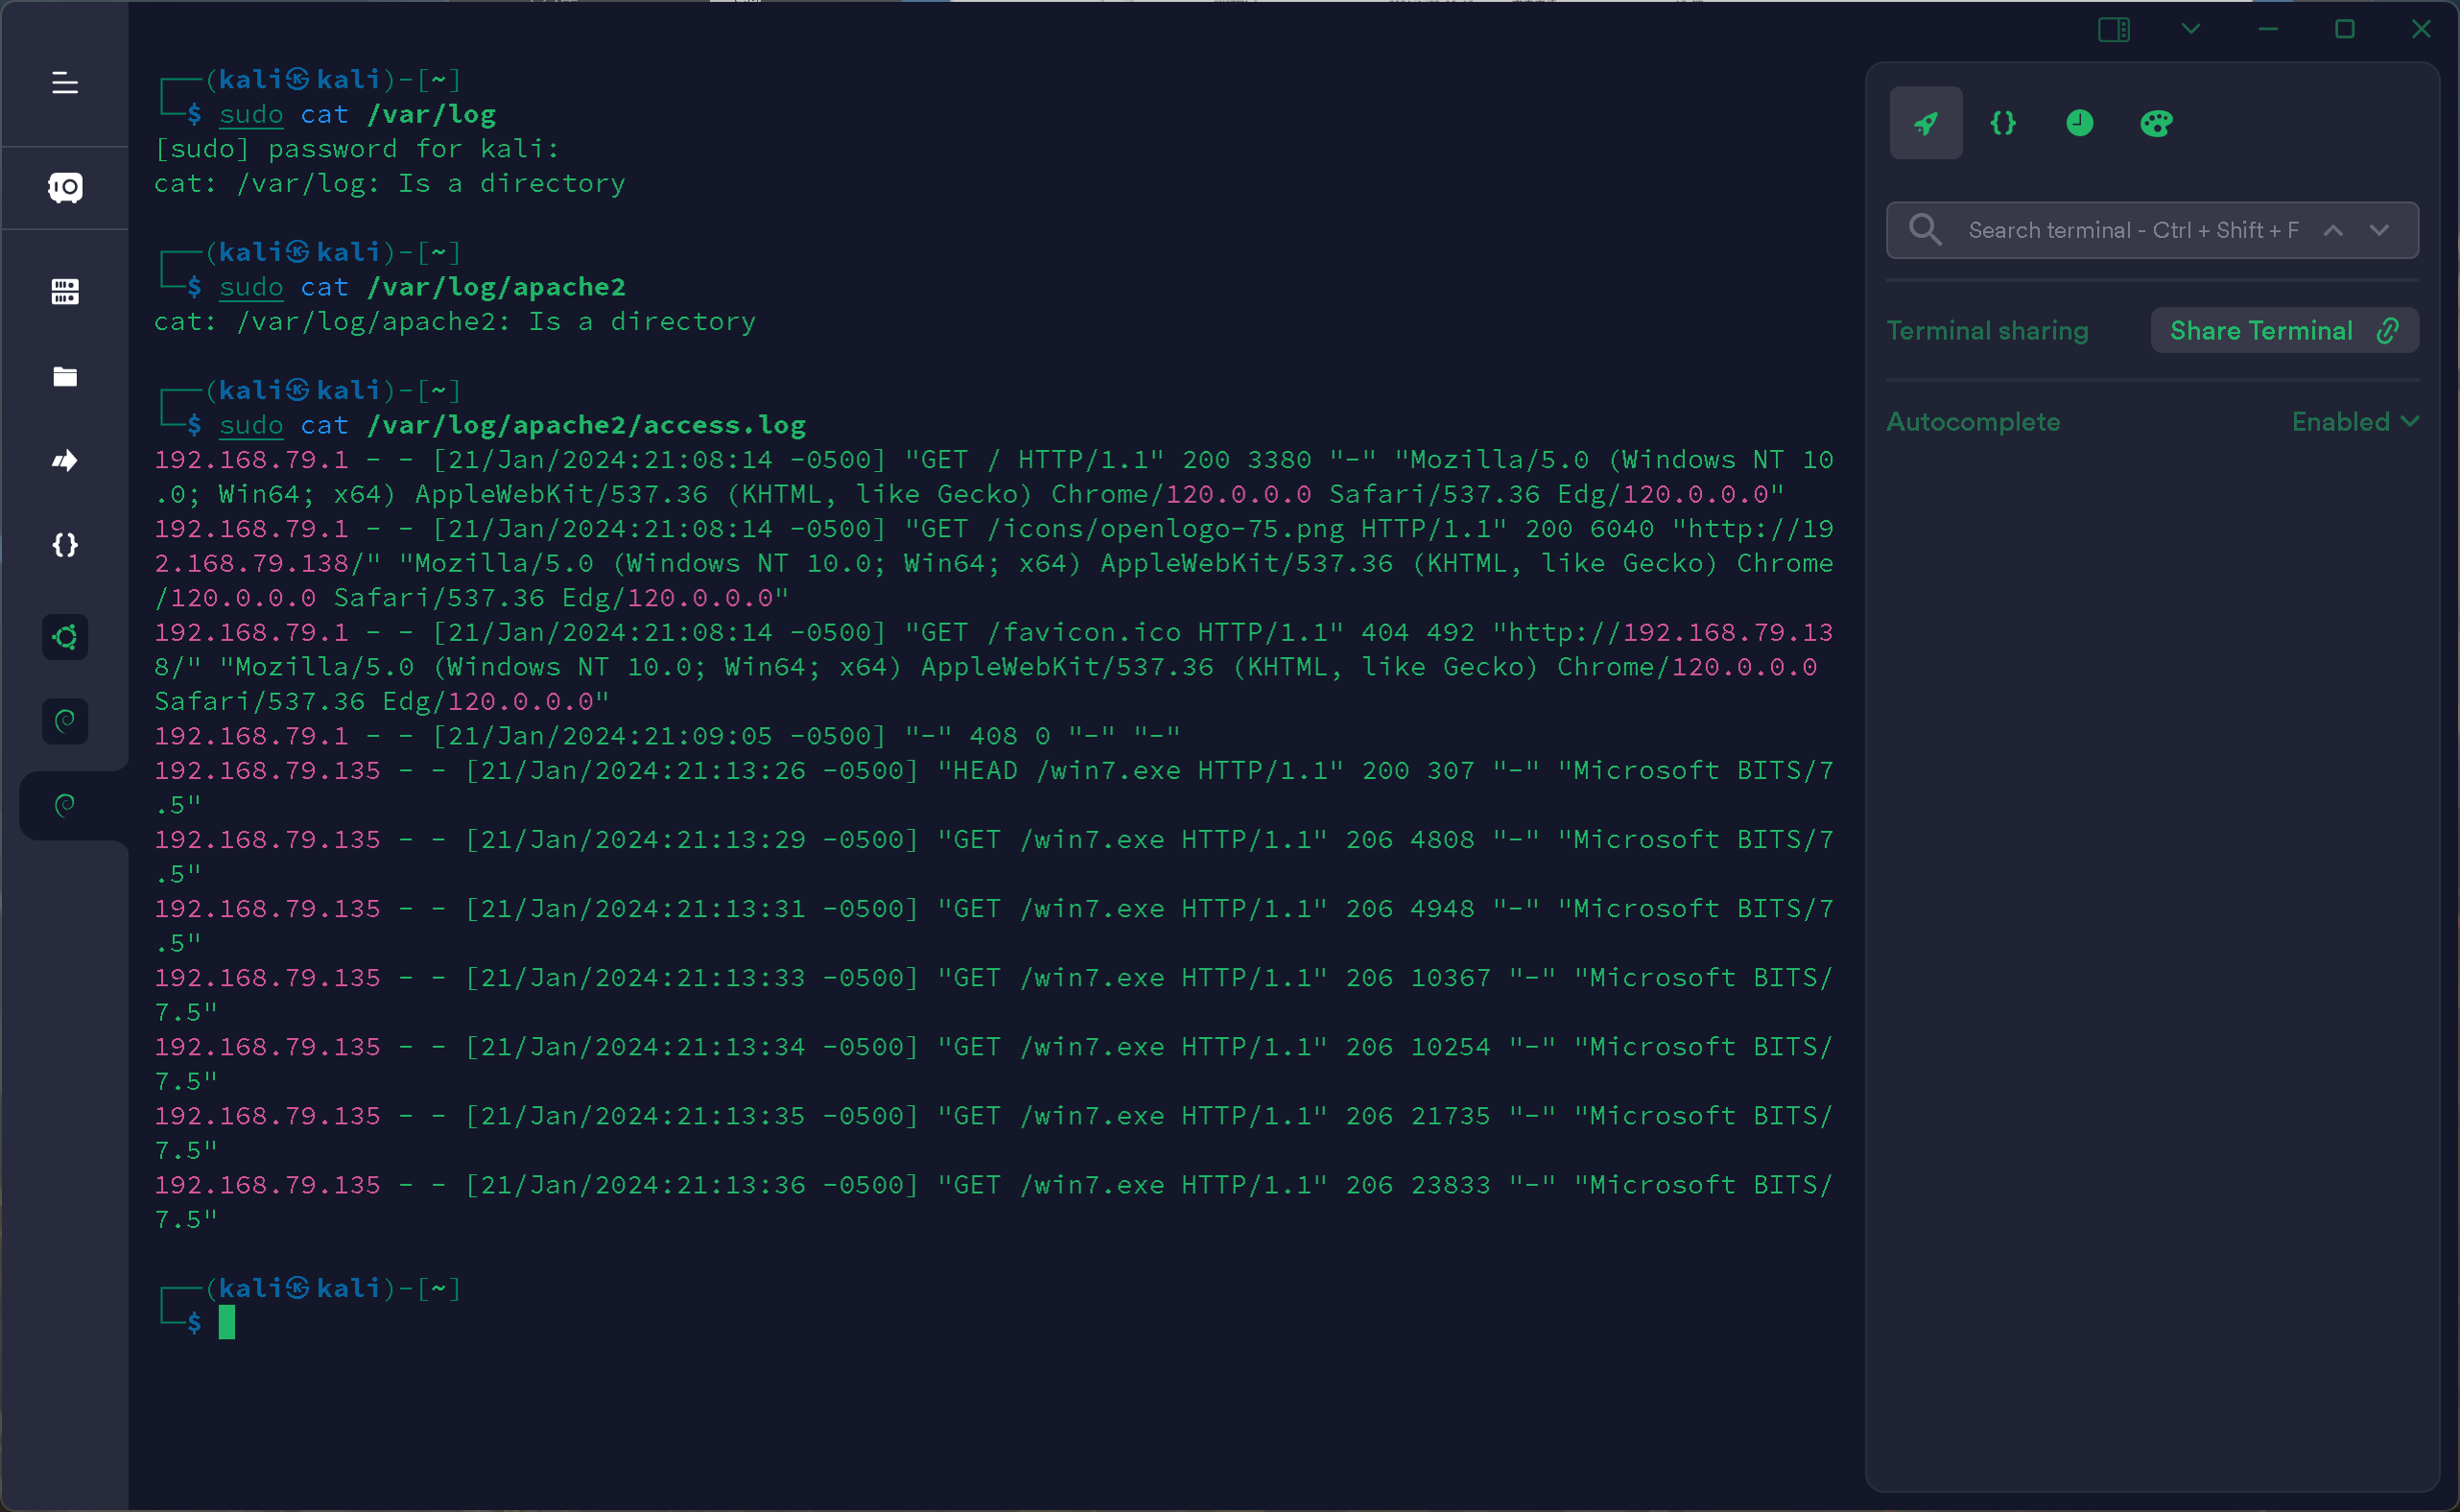 ┌──(kali㉿kali)-[~]
└─$ sudo cat /var/log
[sudo] password for kali:
cat: /var/log: Is a directory
┌──(kali㉿kali)-[~]
└─$ sudo cat /var/log/apache2
cat: /var/log/apache2: Is a directory
┌──(kali㉿kali)-[~]
└─$ sudo cat /var/log/apache2/access.log
192.168.79.1 - - [21/Jan/2024:21:08:14 -0500] "GET / HTTP/1.1" 200 3380 "-" "Mozilla/5.0 (Windows NT 10
.0; Win64; x64) AppleWebKit/537.36 (KHTML, like Gecko) Chrome/120.0.0.0 Safari/537.36 Edg/120.0.0.0"
192.168.79.1 - - [21/Jan/2024:21:08:14 -0500] "GET /icons/openlogo-75.png HTTP/1.1" 200 6040 "http://19
2.168.79.138/" "Mozilla/5.0 (Windows NT 10.0; Win64; x64) AppleWebKit/537.36 (KHTML, like Gecko) Chrome
/120.0.0.0 Safari/537.36 Edg/120.0.0.0"
192.168.79.1 - - [21/Jan/2024:21:08:14 -0500] "GET /favicon.ico HTTP/1.1" 404 492 "http://192.168.79.13
8/" "Mozilla/5.0 (Windows NT 10.0; Win64; x64) AppleWebKit/537.36 (KHTML, like Gecko) Chrome/120.0.0.0
Safari/537.36 Edg/120.0.0.0"
192.168.79.1 - - [21/Jan/2024:21:09:05 -0500] "-" 408 0 "-" "-"
192.168.79.135 - - [21/Jan/2024:21:13:26 -0500] "HEAD /win7.exe HTTP/1.1" 200 307 "-" "Microsoft BITS/7
.5"
192.168.79.135 - - [21/Jan/2024:21:13:29 -0500] "GET /win7.exe HTTP/1.1" 206 4808 "-" "Microsoft BITS/7
.5"
192.168.79.135 - - [21/Jan/2024:21:13:31 -0500] "GET /win7.exe HTTP/1.1" 206 4948 "-" "Microsoft BITS/7
.5"
192.168.79.135 - - [21/Jan/2024:21:13:33 -0500] "GET /win7.exe HTTP/1.1" 206 10367 "-" "Microsoft BITS/
7.5"
192.168.79.135 - - [21/Jan/2024:21:13:34 -0500] "GET /win7.exe HTTP/1.1" 206 10254 "-" "Microsoft BITS/
7.5"
192.168.79.135 - - [21/Jan/2024:21:13:35 -0500] "GET /win7.exe HTTP/1.1" 206 21735 "-" "Microsoft BITS/
7.5"
192.168.79.135 - - [21/Jan/2024:21:13:36 -0500] "GET /win7.exe HTTP/1.1" 206 23833 "-" "Microsoft BITS/
7.5"
┌──(kali㉿kali)-[~]
└─$
Search terminal - Ctrl + Shift + F
Terminal sharing
Share Terminal
Autocomplete
Enabled